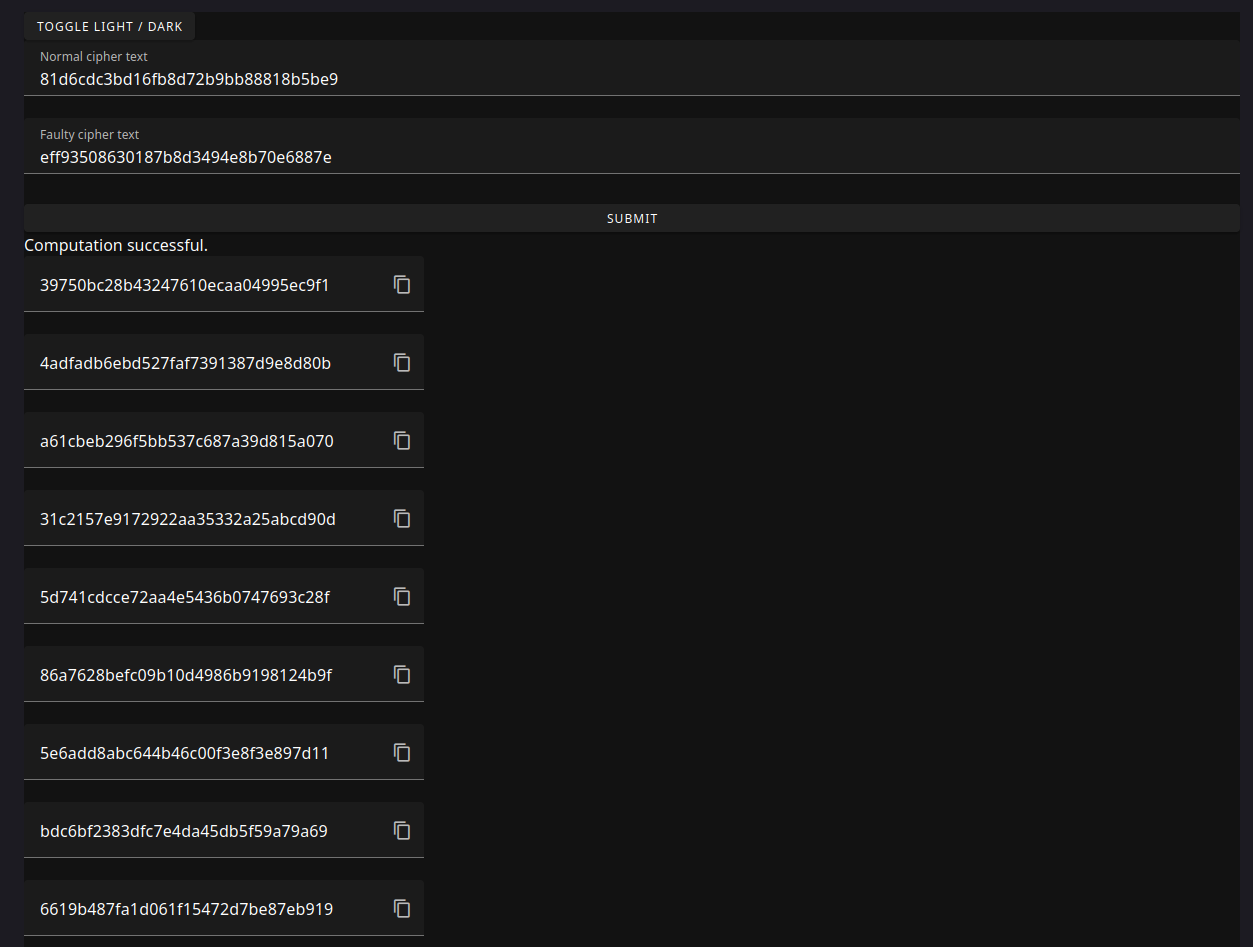 TOGGLE LIGHT / DARK
Normal cipher text
81d6cdc3bd16fb8d72b9bb88818b5be9
Faulty cipher text
eff93508630187b8d3494e8b70e6887e
SUBMIT
Computation successful.
39750bc28b43247610ecaa04995ec9f1
4adfadb6ebd527faf7391387d9e8d80b
a61cbeb296f5bb537c687a39d815a070
31c2157e9172922aa35332a25abcd90d
5d741cdcce72aa4e5436b0747693c28f
86a7628befc09b10d4986b9198124b9f
5e6add8abc644b46c00f3e8f3e897d11
bdc6bf2383dfc7e4da45db5f59a79a69
6619b487fa1d061f15472d7be87eb919